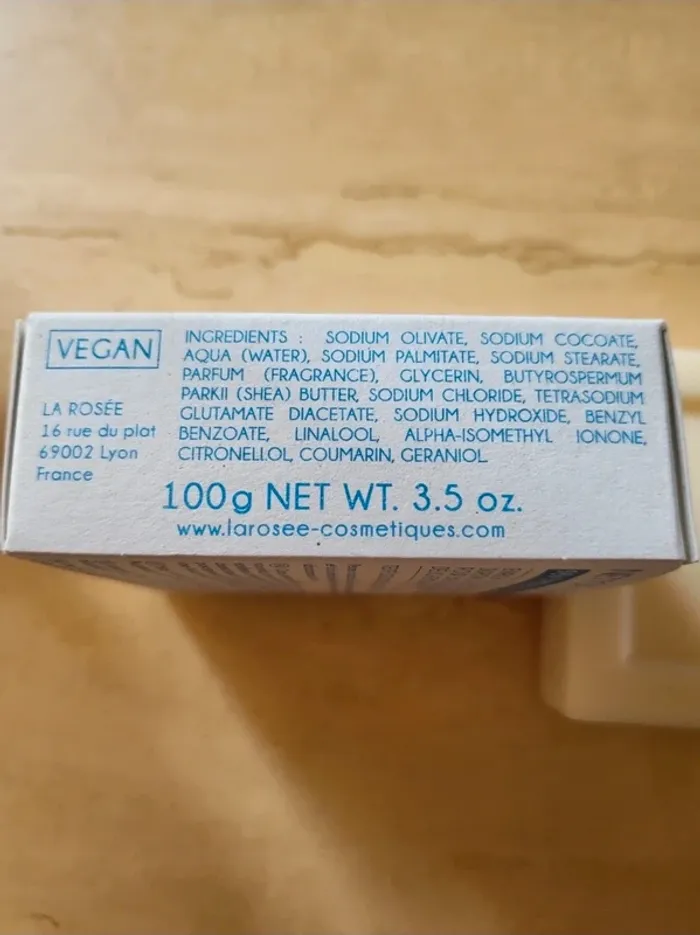 VEGAN
LA ROSÉE
16 rue du plat
69002 Lyon
France
INGREDIENTS : SODIUM OLIVATE, SODIUM COCOATE,
AQUA (WATER), SODIUM PALMITATE, SODIUM STEARATE,
PARFUM (FRAGRANCE), GLYCERIN, BUTYROSPERMUM
PARKII (SHEA) BUTTER, SODIUM CHLORIDE, TETRASODIUM
GLUTAMATE DIACETATE, SODIUM HYDROXIDE, BENZYL
BENZOATE, LINALOOL, ALPHA-ISOMETHYL IONONE,
CITRONELLOL, COUMARIN, GERANIOL
100g NET WT. 3.5 oz.
www.larosee-cosmetiques.com